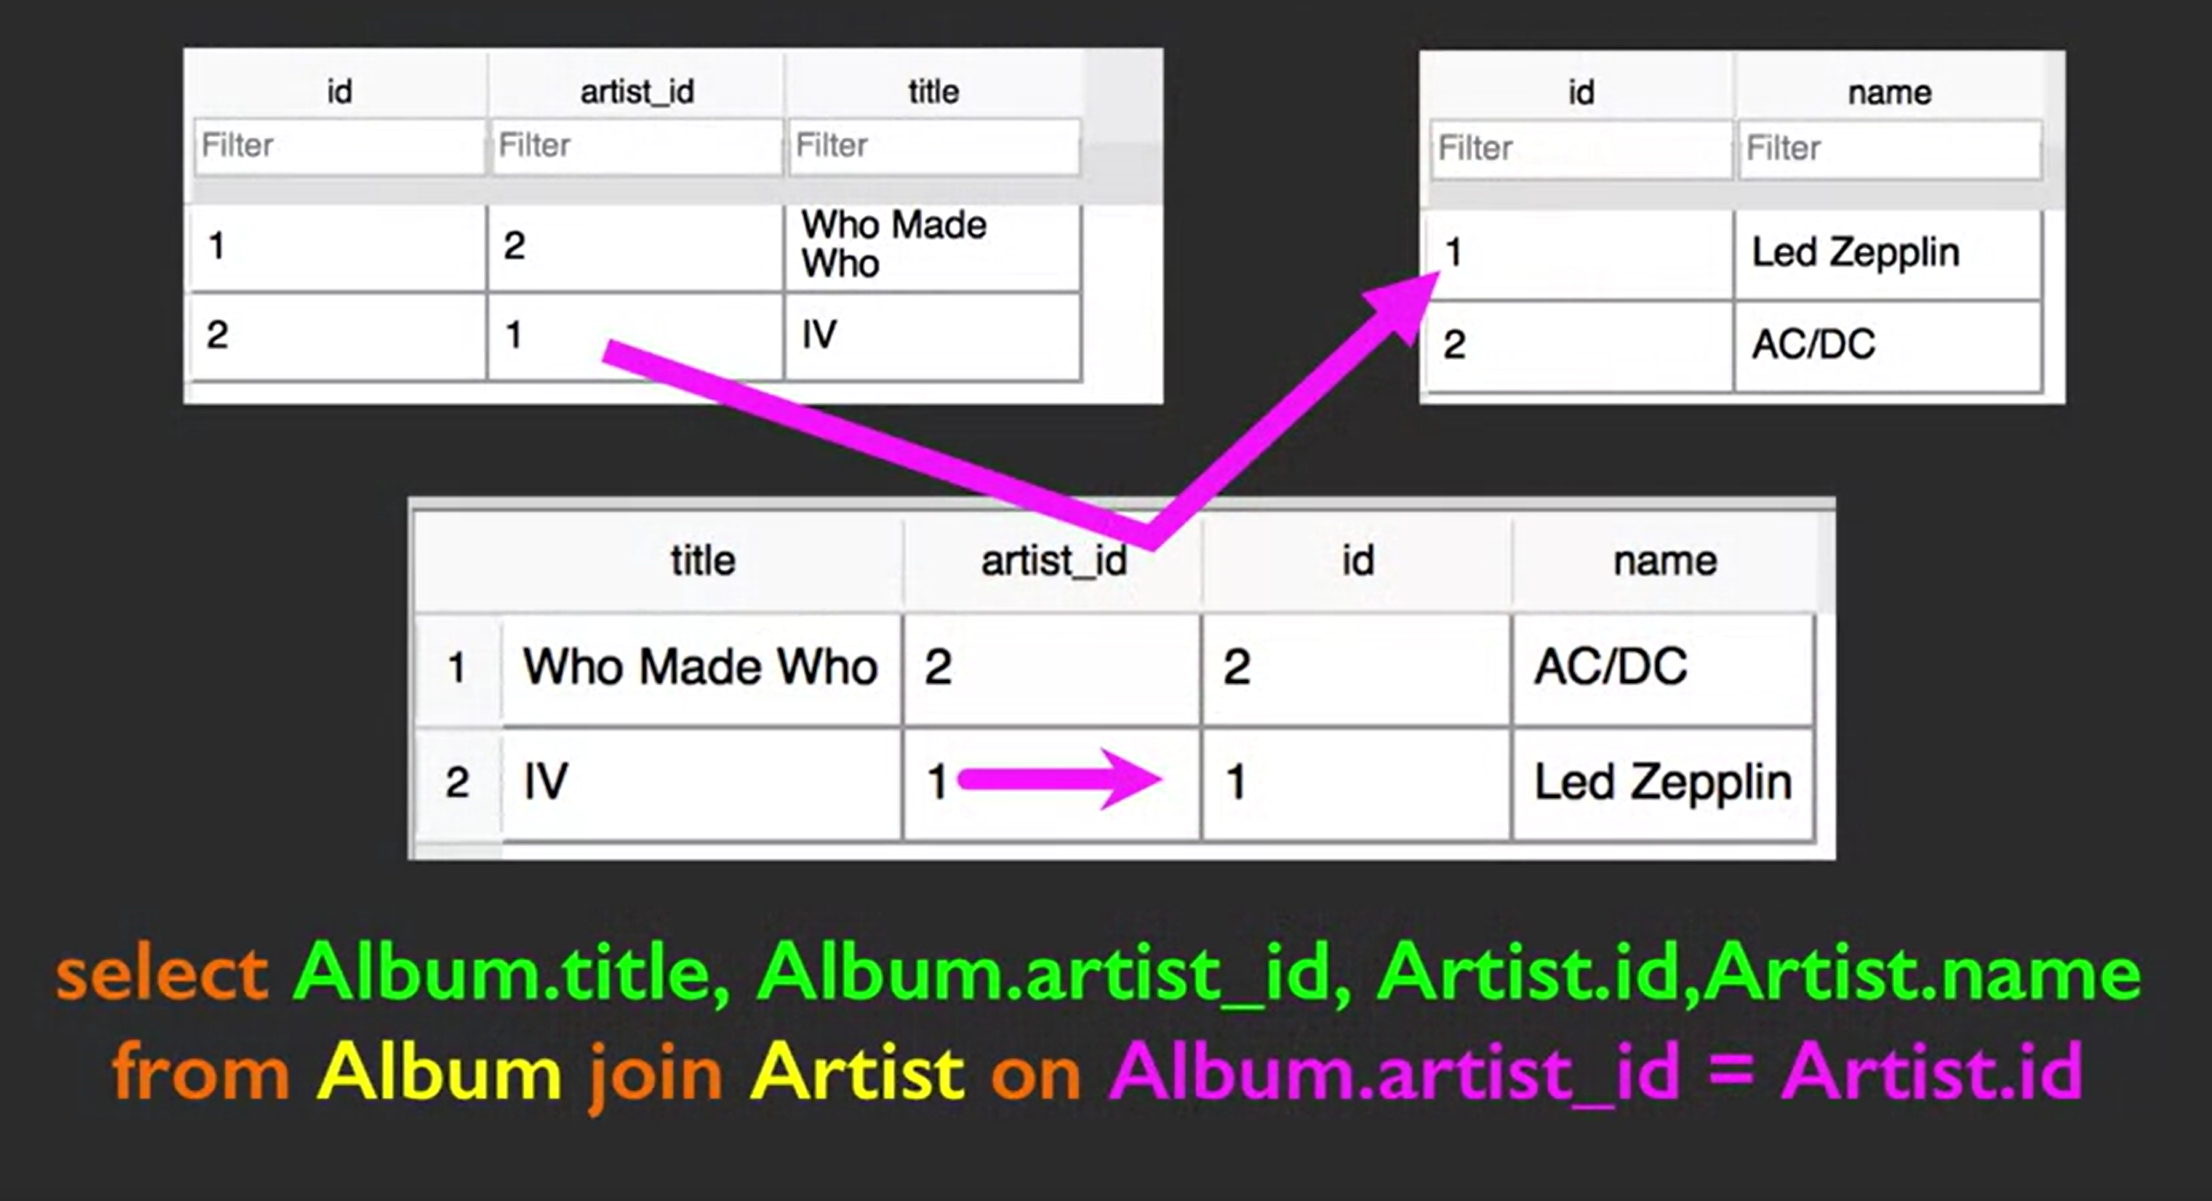 id artist_id title
Filter Filter Filter
1 2 Who Made
Who
2 1 IV
id name
Filter Filter
1 Led Zepplin
2 AC/DC
title artist_id id name
1 Who Made Who 2 2 AC/DC
2 IV 1 1 Led Zepplin
select Album.title, Album.artist_id, Artist.id,Artist.name
from Album join Artist on Album.artist_id = Artist.id